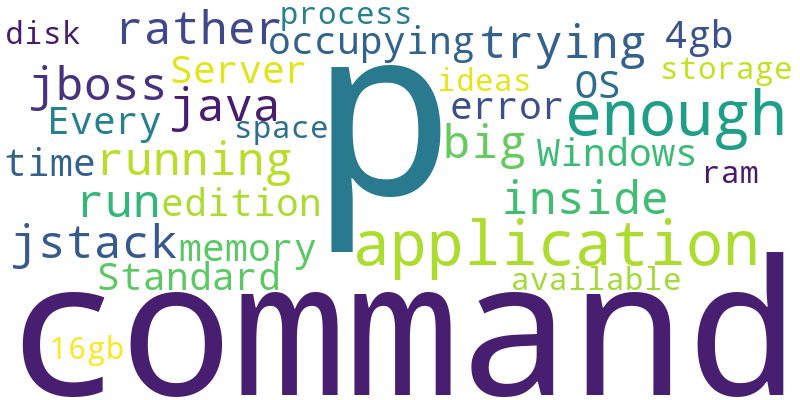 process
disk
rather
occupying
trying
4gb
jboss
Server
ideas
OS
storage
java
error
enough
Every
space
p
big
Windows
time
running
ram
run
edition
inside
jstack
memory
application
Standard
available
command
16gb